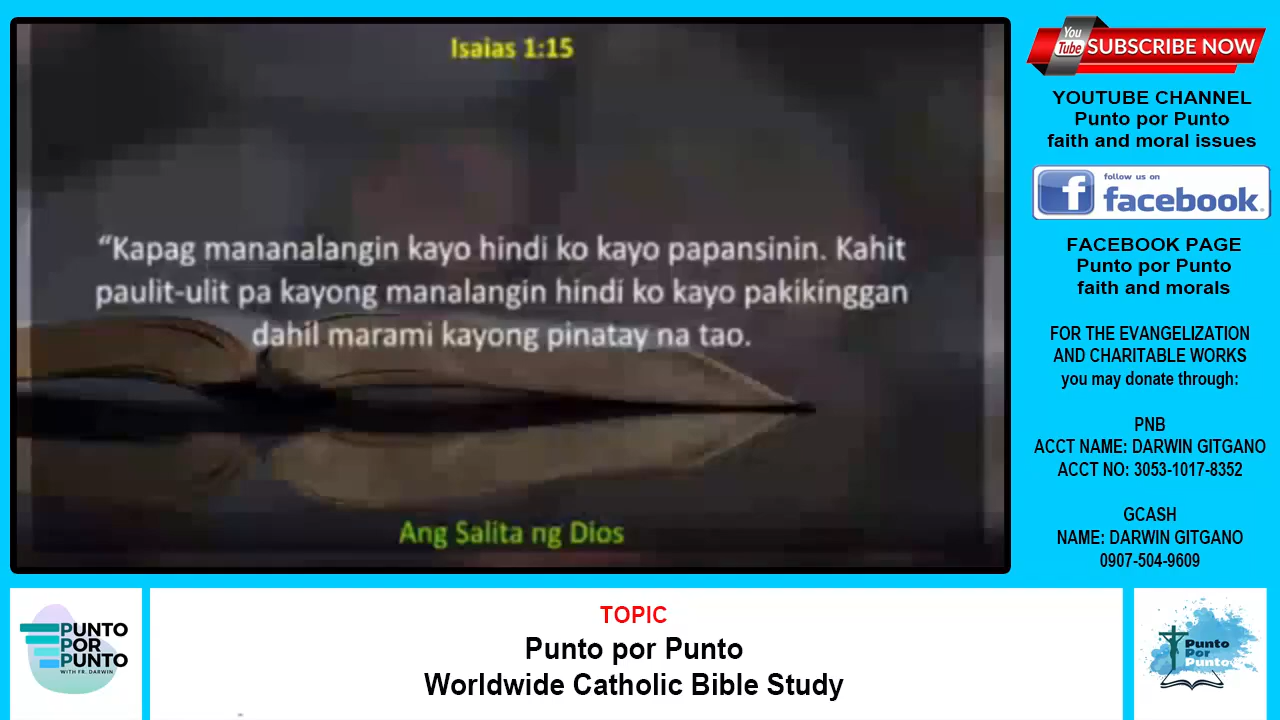 Isaias 1:15
“Kapag mananalangin kayo hindi ko kayo papansinin. Kahit
paulit-ulit pa kayong manalangin hindi ko kayo pakikinggan
dahil marami kayong pinatay na tao.
Ang Salita ng Dios
You
Tube
SUBSCRIBE NOW
YOUTUBE CHANNEL
Punto por Punto
faith and moral issues
follow us on
f facebook.
FACEBOOK PAGE
Punto por Punto
faith and morals
FOR THE EVANGELIZATION
AND CHARITABLE WORKS
you may donate through:
PNB
ACCT NAME: DARWIN GITGANO
ACCT NO: 3053-1017-8352
GCASH
NAME: DARWIN GITGANO
0907-504-9609
PUNTO
POR
PUNTO
WITH FR. DARWIN
TOPIC
Punto por Punto
Worldwide Catholic Bible Study
Punto
Por
Punto